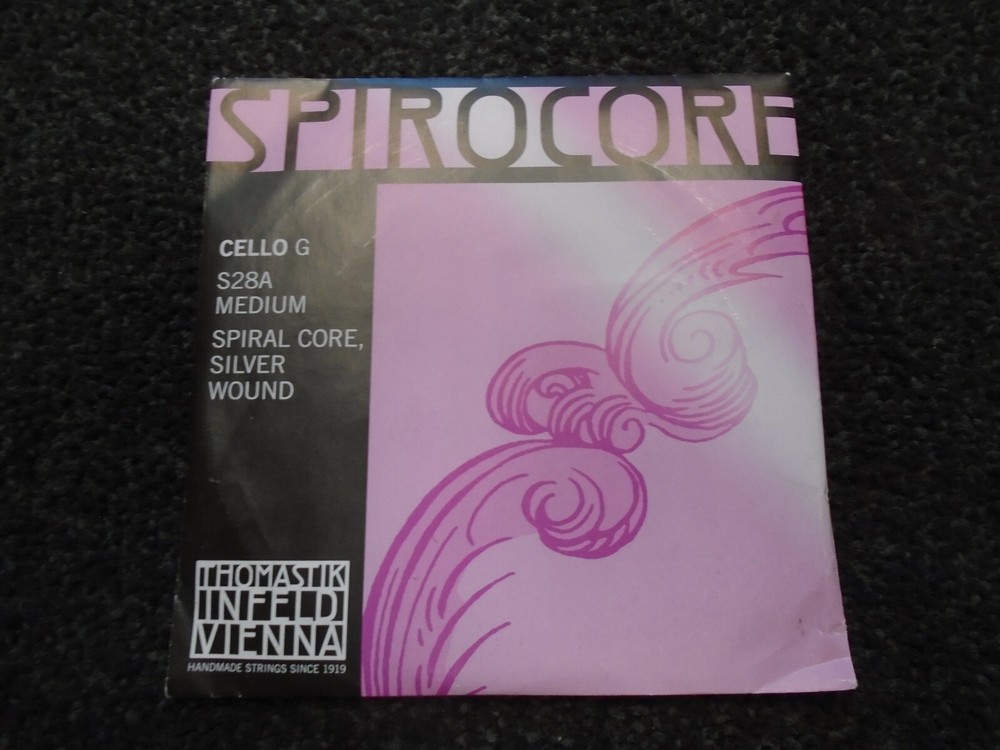 SPIROCORE
CELLO G
S28A
MEDIUM
SPIRAL CORE,
SILVER
WOUND
THOMASTIK
INFELD
VIENNA
HANDMADE STRINGS SINCE 1919